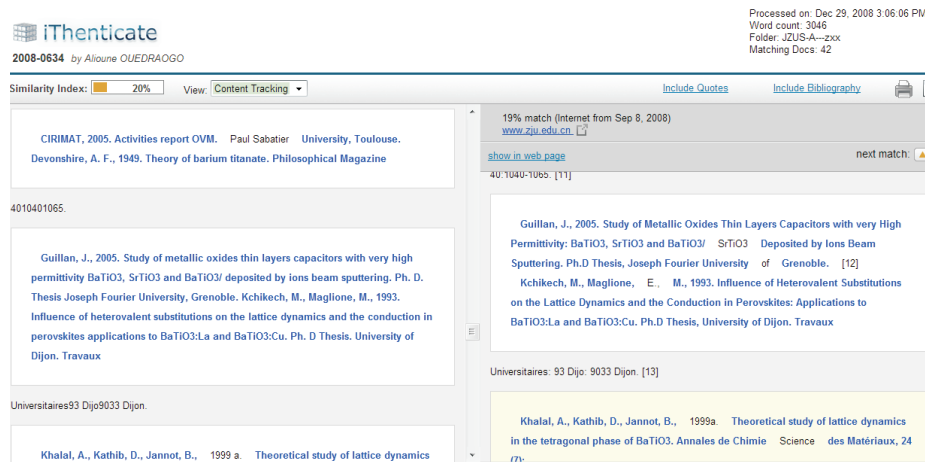 iThenticate
2008-0634 by Alioune OUEDRAOGO
Processed on: Dec 29, 2008 3:06:06 PM
Word count: 3046
Folder: JZUS-A---zxx
Matching Docs: 42
Similarity Index: 20% View: Content Tracking Include Quotes Include Bibliography
CIRIMAT, 2005. Activities report OVM. Paul Sabatier University, Toulouse.
Devonshire, A. F., 1949. Theory of barium titanate. Philosophical Magazine
4010401065.
Guillan, J., 2005. Study of metallic oxides thin layers capacitors with very high
permittivity BaTiO3, SrTiO3 and BaTiO3/ deposited by ions beam sputtering. Ph. D.
Thesis Joseph Fourier University, Grenoble. Kchikech, M., Maglione, M., 1993.
Influence of heterovalent substitutions on the lattice dynamics and the conduction in
perovskites applications to BaTiO3:La and BaTiO3:Cu. Ph. D Thesis. University of
Dijon. Travaux
Universitaires93 Dijo9033 Dijon.
Khalal, A., Kathib, D., Jannot, B., 1999 a. Theoretical study of lattice dynamics
19% match (Internet from Sep 8, 2008)
www.zju.edu.cn
show in web page next match:
40:1040-1065. [11]
Guillan, J., 2005. Study of Metallic Oxides Thin Layers Capacitors with very High
Permittivity: BaTiO3, SrTiO3 and BaTiO3/ SrTiO3 Deposited by Ions Beam
Sputtering. Ph.D Thesis, Joseph Fourier University of Grenoble. [12]
Kchikech, M., Maglione, E., M., 1993. Influence of Heterovalent Substitutions
on the Lattice Dynamics and the Conduction in Perovskites: Applications to
BaTiO3:La and BaTiO3:Cu. Ph.D Thesis, University of Dijon. Travaux
Universitaires: 93 Dijo: 9033 Dijon. [13]
Khalal, A., Kathib, D., Jannot, B., 1999a. Theoretical study of lattice dynamics
in the tetragonal phase of BaTiO3. Annales de Chimie Science des Matériaux, 24
(7):